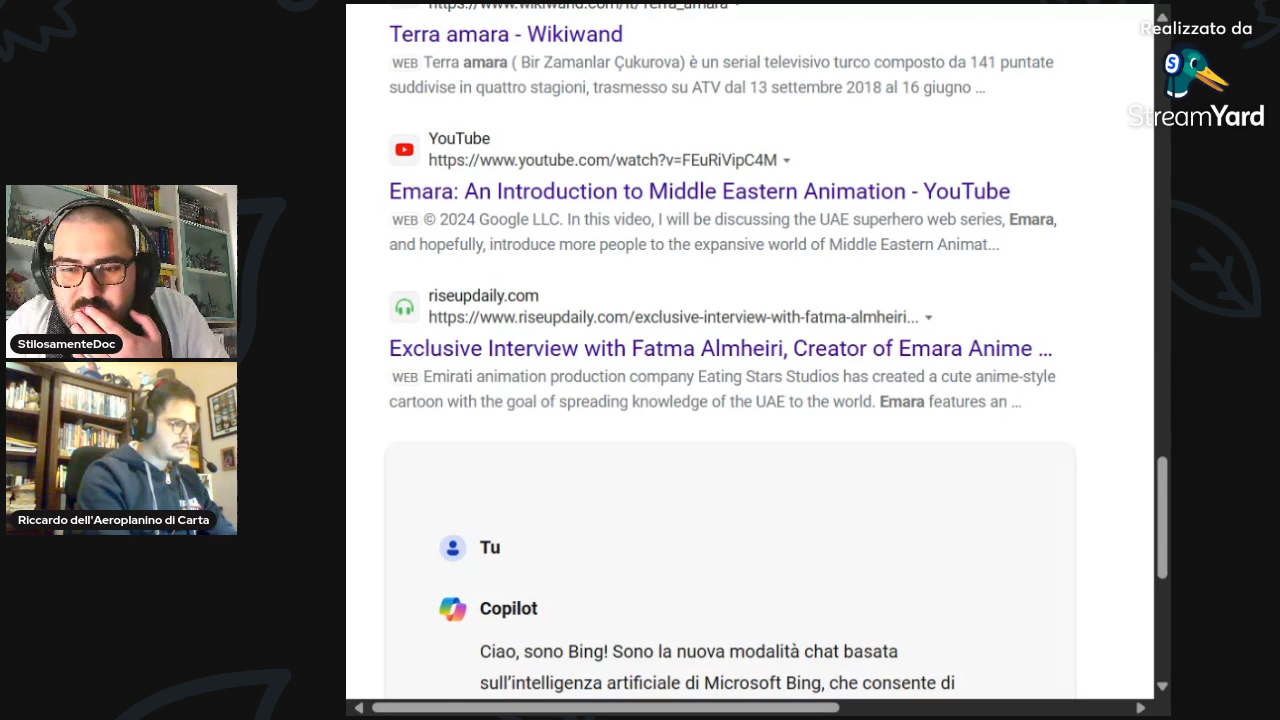 https://www.wikiwand.com/it/Terra_amara
Terra amara - Wikiwand
WEB Terra amara ( Bir Zamanlar Çukurova) è un serial televisivo turco composto da 141 puntate
suddivise in quattro stagioni, trasmesso su ATV dal 13 settembre 2018 al 16 giugno ...
YouTube
https://www.youtube.com/watch?v=FEuRiVipC4M
Emara: An Introduction to Middle Eastern Animation - YouTube
WEB © 2024 Google LLC. In this video, I will be discussing the UAE superhero web series, Emara,
and hopefully, introduce more people to the expansive world of Middle Eastern Animat...
riseupdaily.com
https://www.riseupdaily.com/exclusive-interview-with-fatma-almheiri...
Exclusive Interview with Fatma Almheiri, Creator of Emara Anime ...
WEB Emirati animation production company Eating Stars Studios has created a cute anime-style
cartoon with the goal of spreading knowledge of the UAE to the world. Emara features an ...
Tu
Copilot
Ciao, sono Bing! Sono la nuova modalità chat basata
sull'intelligenza artificiale di Microsoft Bing, che consente di
StilosamenteDoc
Riccardo dell'Aeroplanino di Carta
Realizzato da
S
StreamYard